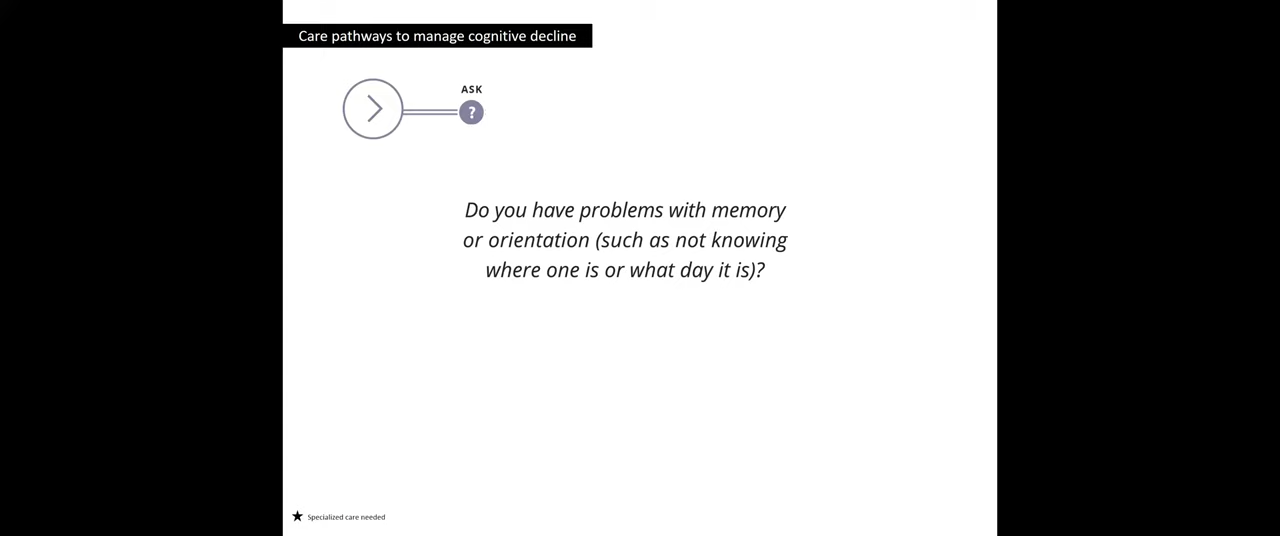 Care pathways to manage cognitive decline
ASK
?
Do you have problems with memory
or orientation (such as not knowing
where one is or what day it is)?
Specialized care needed